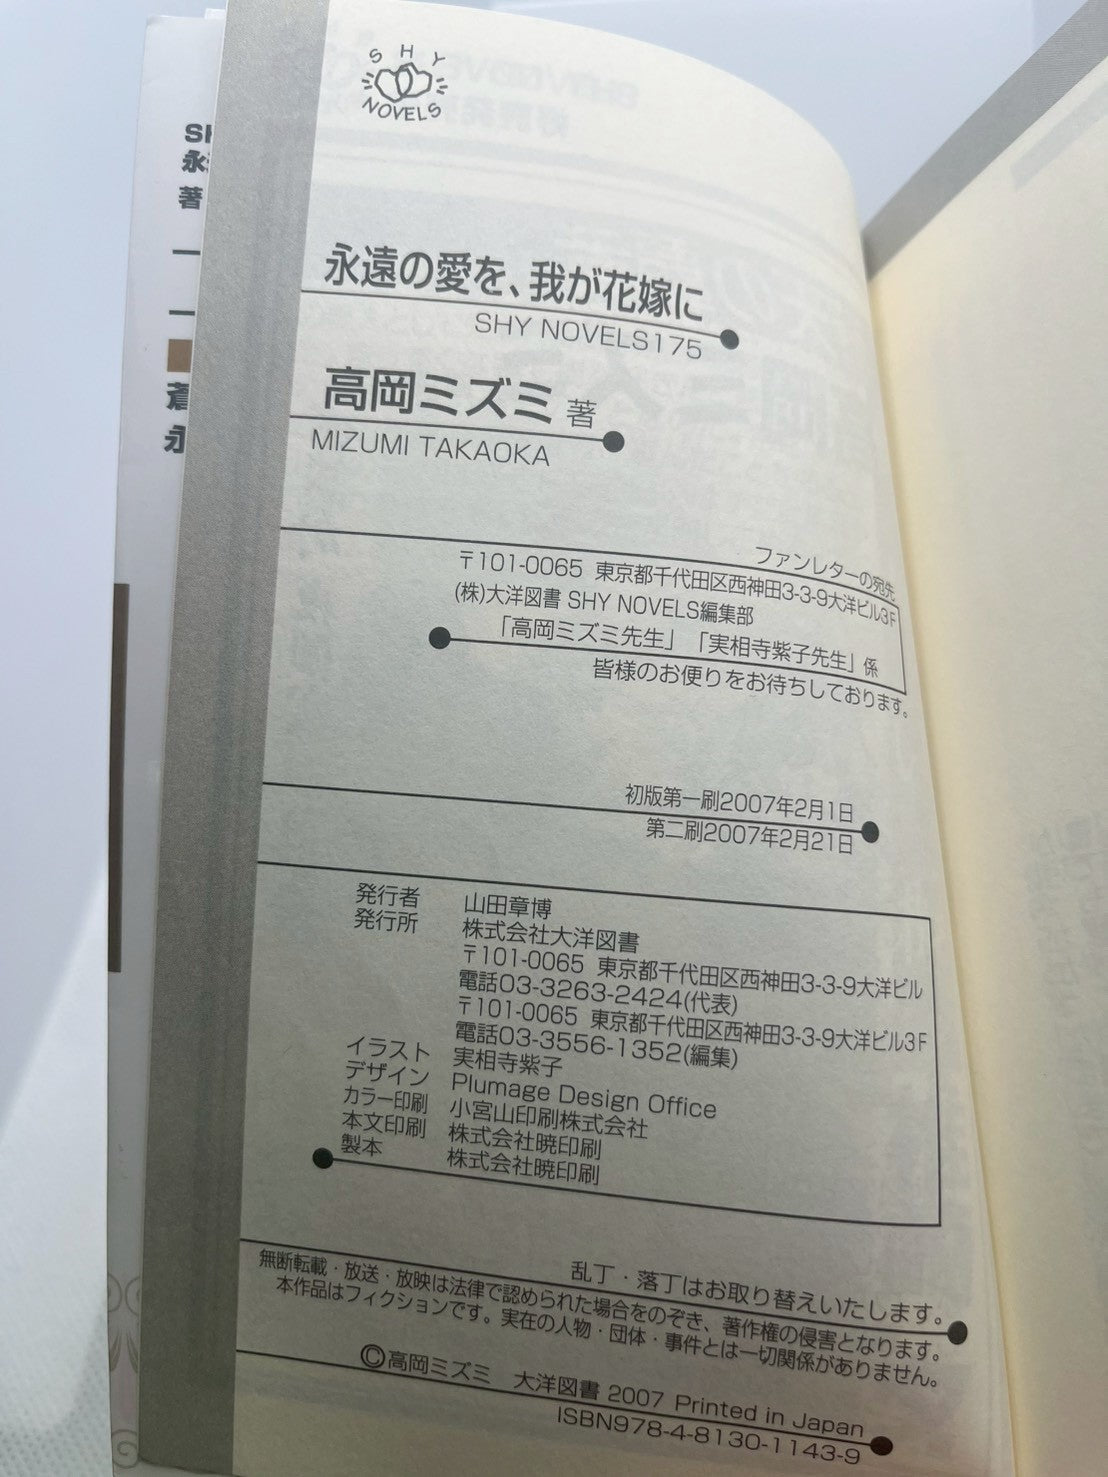 SHY
NOVELS
永遠の愛を、我が花嫁に
SHY NOVELS175
高岡ミズミ 著
MIZUMI TAKAOKA
ファンレターの宛先
〒101-0065 東京都千代田区西神田3-3-9大洋ビル3F
(株)大洋図書 SHY NOVELS編集部
「高岡ミズミ先生」「実相寺紫子先生」係
皆様のお便りをお待ちしております。
初版第一刷2007年2月1日
第二刷2007年2月21日
発行者 山田章博
発行所 株式会社大洋図書
〒101-0065 東京都千代田区西神田3-3-9大洋ビル
電話03-3263-2424(代表)
〒101-0065 東京都千代田区西神田3-3-9大洋ビル3F
電話03-3556-1352(編集)
イラスト 実相寺紫子
デザイン Plumage Design Office
カラー印刷 小宮山印刷株式会社
本文印刷 株式会社暁印刷
製本 株式会社暁印刷
乱丁・落丁はお取り替えいたします。
無断転載・放送・放映は法律で認められた場合をのぞき、著作権の侵害となります。
本作品はフィクションです。実在の人物・団体・事件とは一切関係がありません。
©高岡ミズミ 大洋図書 2007 Printed in Japan
ISBN978-4-8130-1143-9